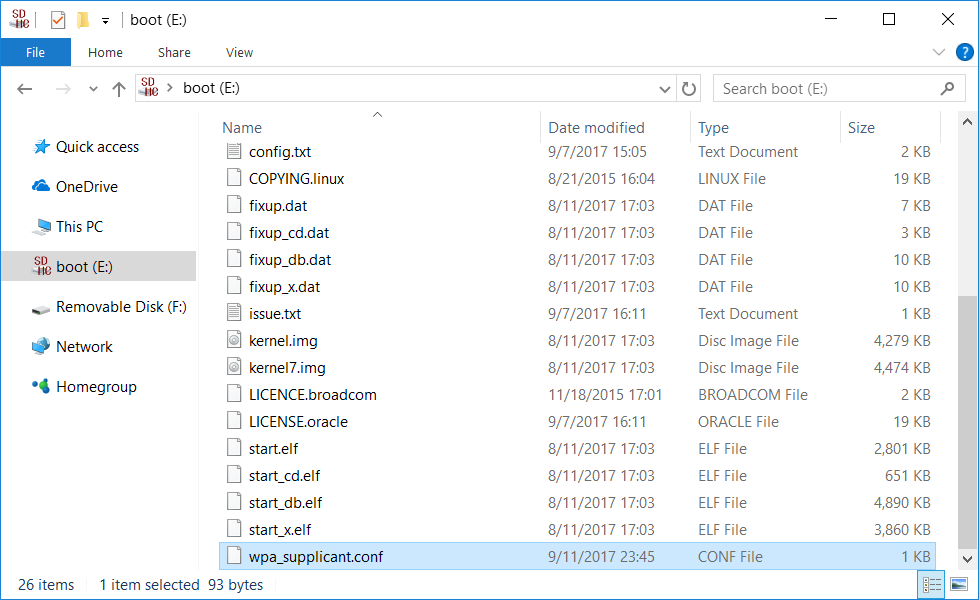 boot (E:)
File Home Share View
boot (E:) Search boot (E:)
Name Date modified Type Size
Quick access
OneDrive
This PC
boot (E:)
Removable Disk (F:)
Network
Homegroup
config.txt 9/7/2017 15:05 Text Document 2 KB
COPYING.linux 8/21/2015 16:04 LINUX File 19 KB
fixup.dat 8/11/2017 17:03 DAT File 7 KB
fixup_cd.dat 8/11/2017 17:03 DAT File 3 KB
fixup_db.dat 8/11/2017 17:03 DAT File 10 KB
fixup_x.dat 8/11/2017 17:03 DAT File 10 KB
issue.txt 9/7/2017 16:11 Text Document 1 KB
kernel.img 8/11/2017 17:03 Disc Image File 4,279 KB
kernel7.img 8/11/2017 17:03 Disc Image File 4,474 KB
LICENCE.broadcom 11/18/2015 17:01 BROADCOM File 2 KB
LICENSE.oracle 9/7/2017 16:11 ORACLE File 19 KB
start.elf 8/11/2017 17:03 ELF File 2,801 KB
start_cd.elf 8/11/2017 17:03 ELF File 651 KB
start_db.elf 8/11/2017 17:03 ELF File 4,890 KB
start_x.elf 8/11/2017 17:03 ELF File 3,860 KB
wpa_supplicant.conf 9/11/2017 23:45 CONF File 1 KB
26 items 1 item selected 93 bytes